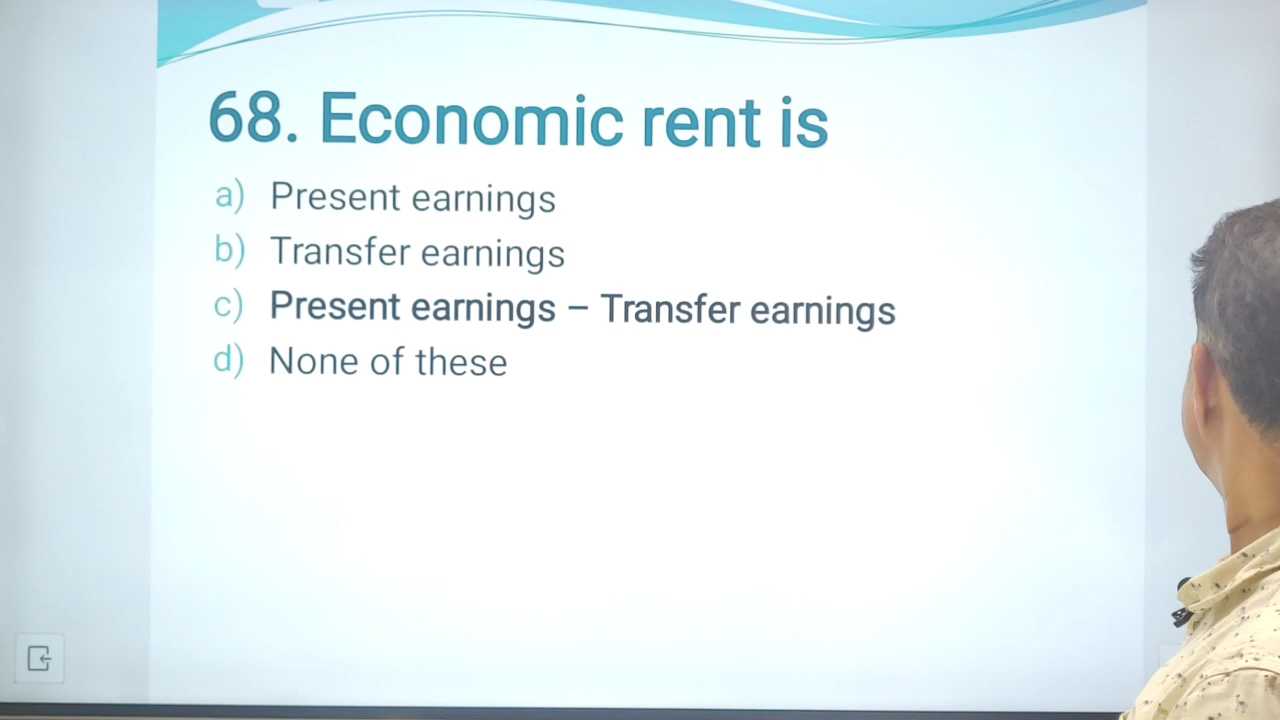 68. Economic rent is
a) Present earnings
b) Transfer earnings
c) Present earnings – Transfer earnings
d) None of these